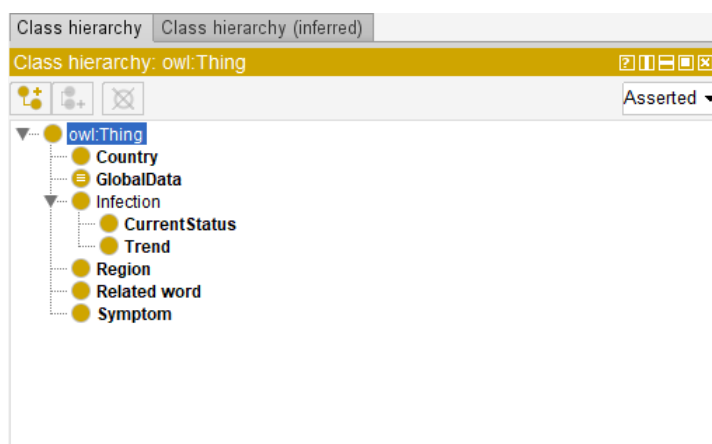 Class hierarchy Class hierarchy (inferred)
Class hierarchy: owl:Thing
Asserted
owl:Thing
Country
GlobalData
Infection
CurrentStatus
Trend
Region
Related word
Symptom